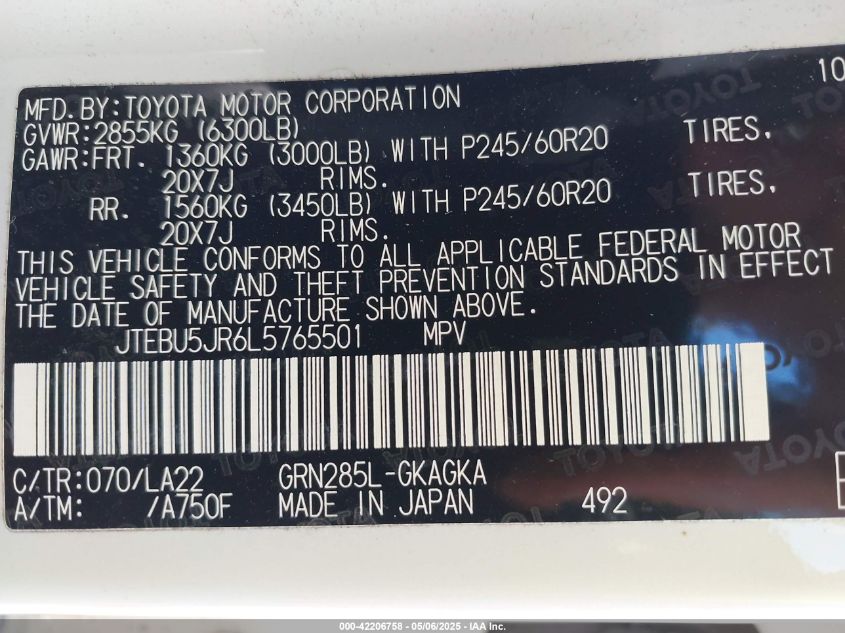 10
MFD. BY: TOYOTA MOTOR CORPORATION
GVWR: 2855KG (6300LB)
GAWR: FRT. 1360KG (3000LB) WITH P245/60R20 TIRES,
20X7J RIMS.
RR. 1560KG (3450LB) WITH P245/60R20 TIRES,
20X7J RIMS.
THIS VEHICLE CONFORMS TO ALL APPLICABLE FEDERAL MOTOR
VEHICLE SAFETY AND THEFT PREVENTION STANDARDS IN EFFECT
THE DATE OF MANUFACTURE SHOWN ABOVE.
JTEBU5JR6L5765501 MPV
C/TR: 070/LA22 GRN285L-GKAGKA
A/TM: /A750F MADE IN JAPAN 492
000-42206758 - 05/06/2025 - IAA Inc.